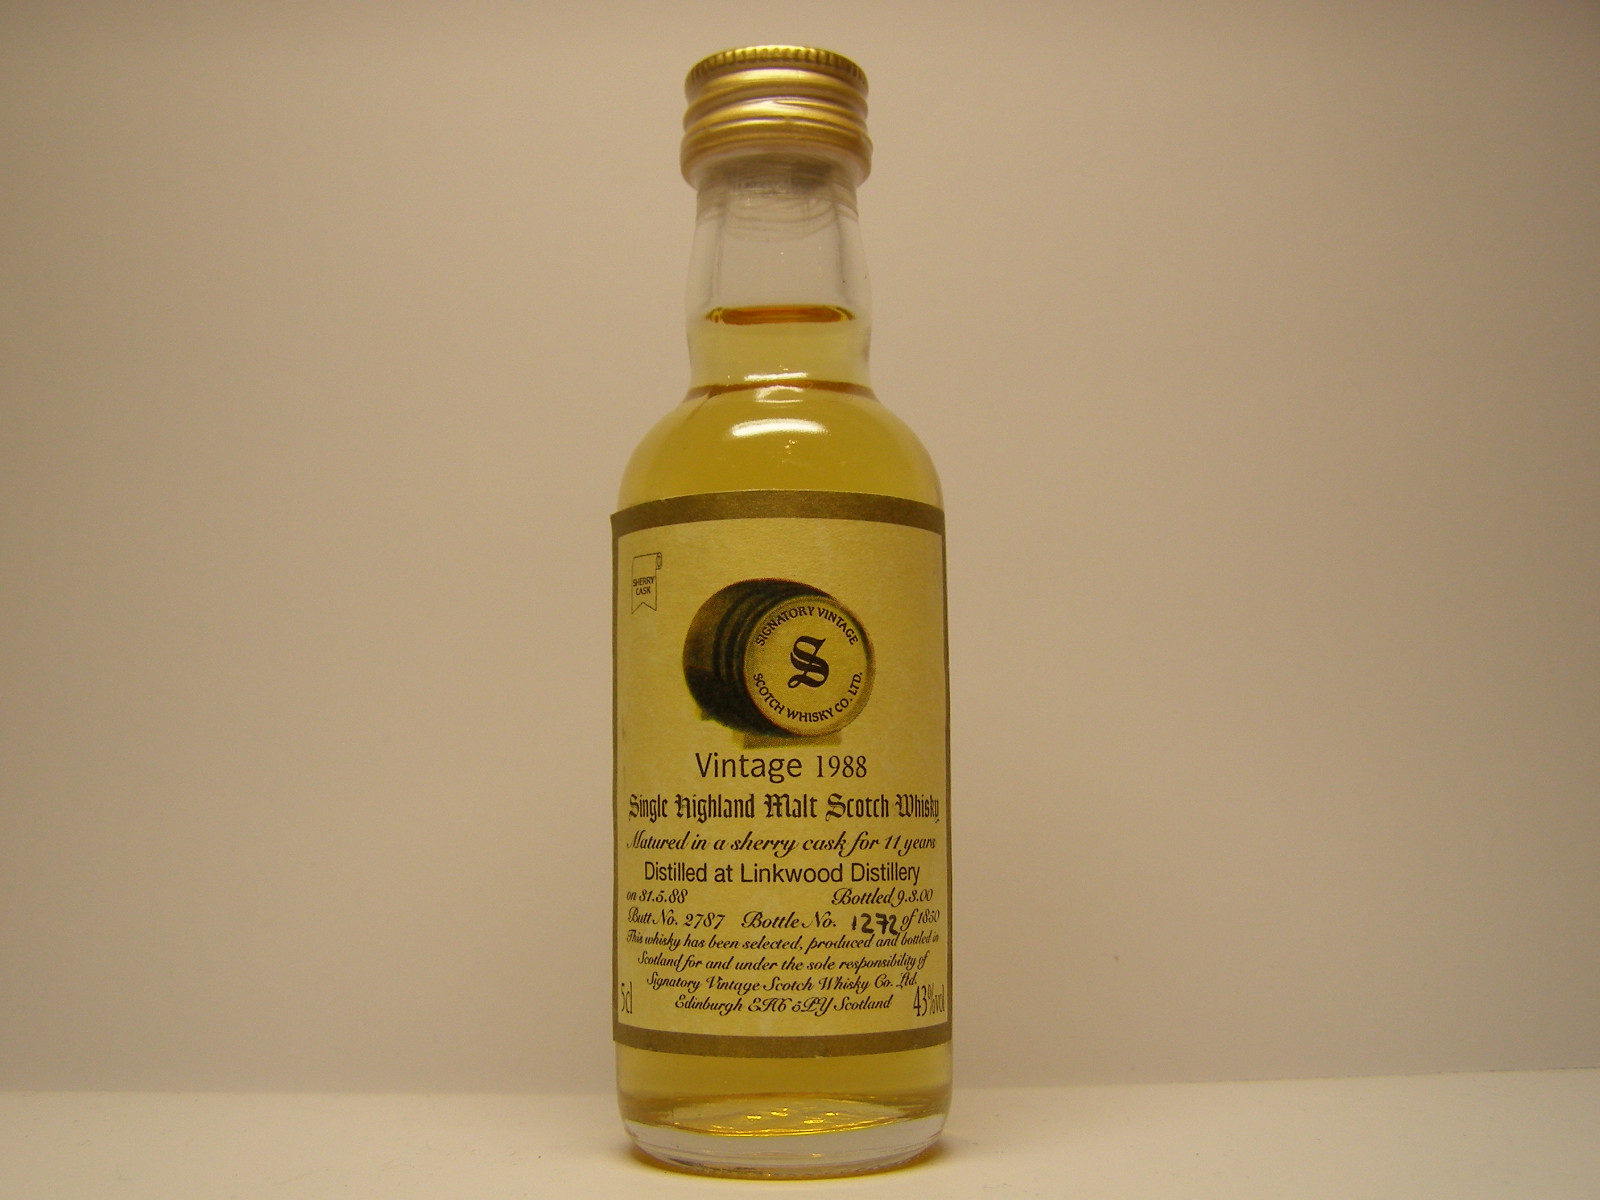 SHERRY
CASK
SIGNATORY VINTAGE
S
SCOTCH WHISKY CO. LTD.
Vintage 1988
Single Highland Malt Scotch Whisky
Matured in a sherry cask for 11 years
Distilled at Linkwood Distillery
on 31.5.88 Bottled 9.3.00
Butt No. 2787 Bottle No. 1272 of 1850
This whisky has been selected, produced and bottled in
Scotland for and under the sole responsibility of
Signatory Vintage Scotch Whisky Co. Ltd.
Edinburgh EH6 5PY Scotland
5cl 43%vol